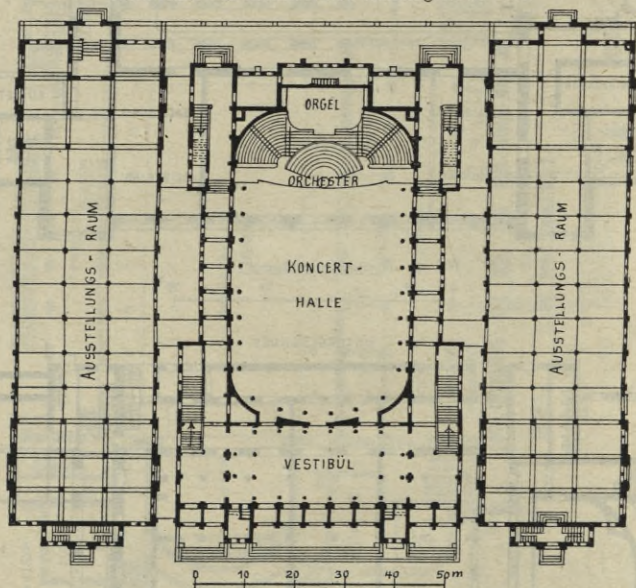 ORGEL
ORCHESTER
KONCERT-
HALLE
AUSSTELLUNGS-RAUM
AUSSTELLUNGS-RAUM
VESTIBÜL
0 10 20 30 40 50m